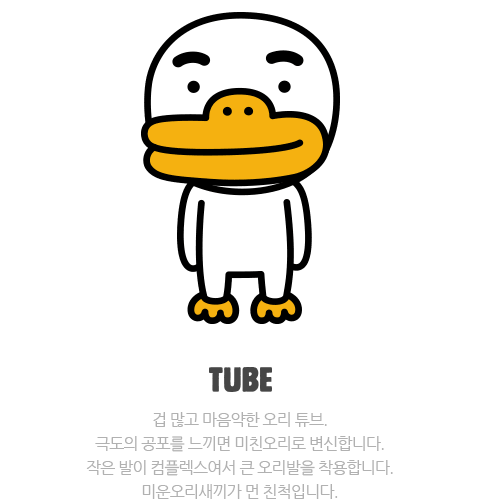 TUBE
겁 많고 마음약한 오리 튜브.
극도의 공포를 느끼면 미친오리로 변신합니다.
작은 발이 컴플렉스여서 큰 오리발을 착용합니다.
미운오리새끼가 먼 친척입니다.